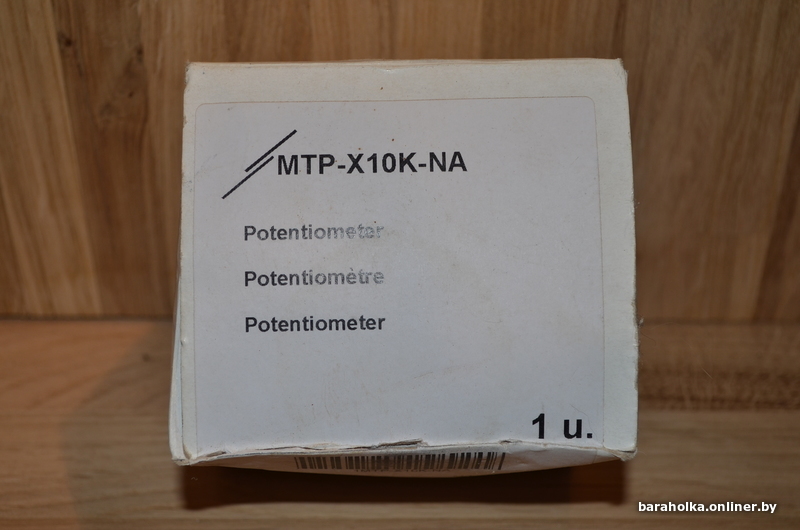 MTP-X10K-NA
Potentiometer
Potentiomètre
Potentiometer
1 u.
baraholka.onliner.by